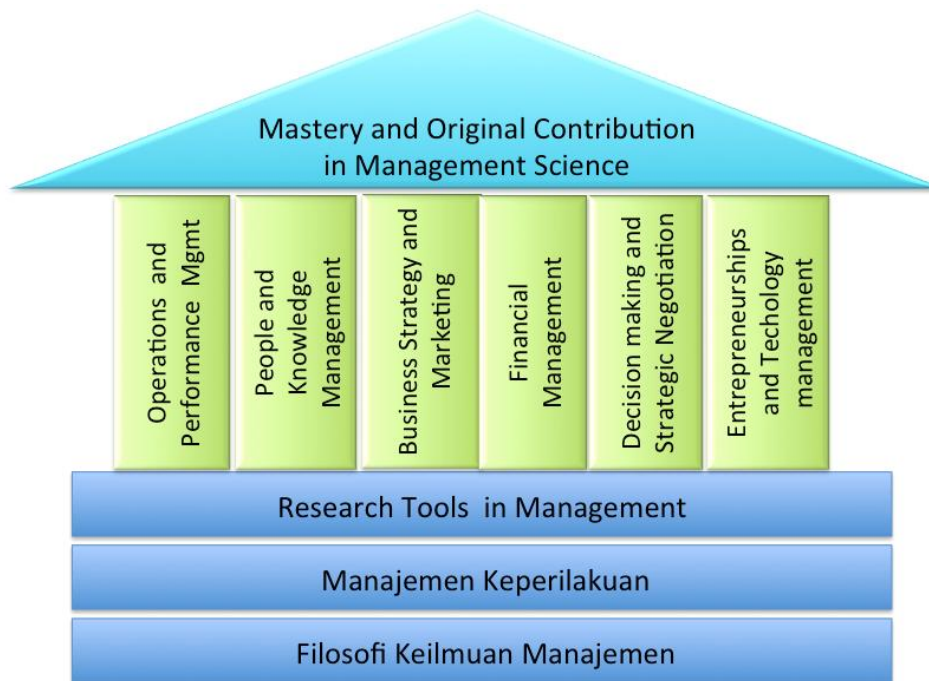 Mastery and Original Contribution
in Management Science
Operations and
Performance Mgmt
People and
Knowledge
Management
Business Strategy and
Marketing
Financial
Management
Decision making and
Strategic Negotiation
Entrepreneurships
and Techology
management
Research Tools in Management
Manajemen Keperilakuan
Filosofi Keilmuan Manajemen